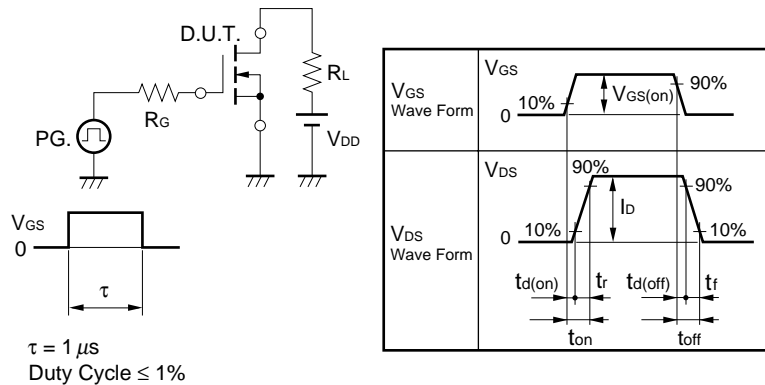 D.U.T.
RL
RG
PG.
VDD
VGS
0
τ
τ = 1 μs
Duty Cycle ≤ 1%
VGS
Wave Form
VGS
10%
0
VGS(on)
90%
VDS
Wave Form
VDS
90%
90%
10%
0
ID
10%
td(on)
tr
td(off)
tf
ton
toff